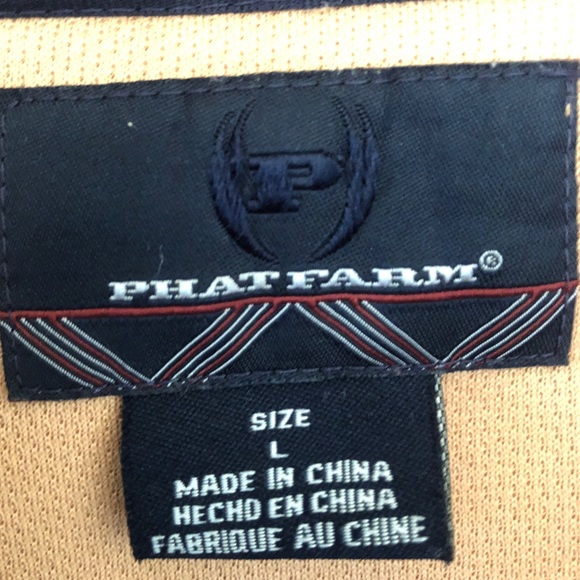 P
PHAT FARM®
SIZE
L
MADE IN CHINA
HECHO EN CHINA
FABRIQUE AU CHINE